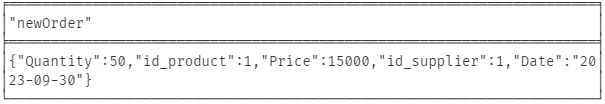 "newOrder"
{"Quantity":50,"id_product":1,"Price":15000,"id_supplier":1,"Date":"20
23-09-30"}